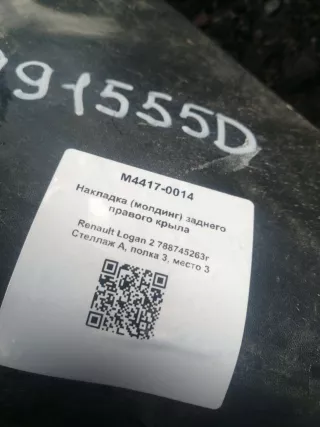 91555D
M4417-0014
Накладка (молдинг) заднего
правого крыла
Renault Logan 2 788745263r
Стеллаж А, полка 3, место 3